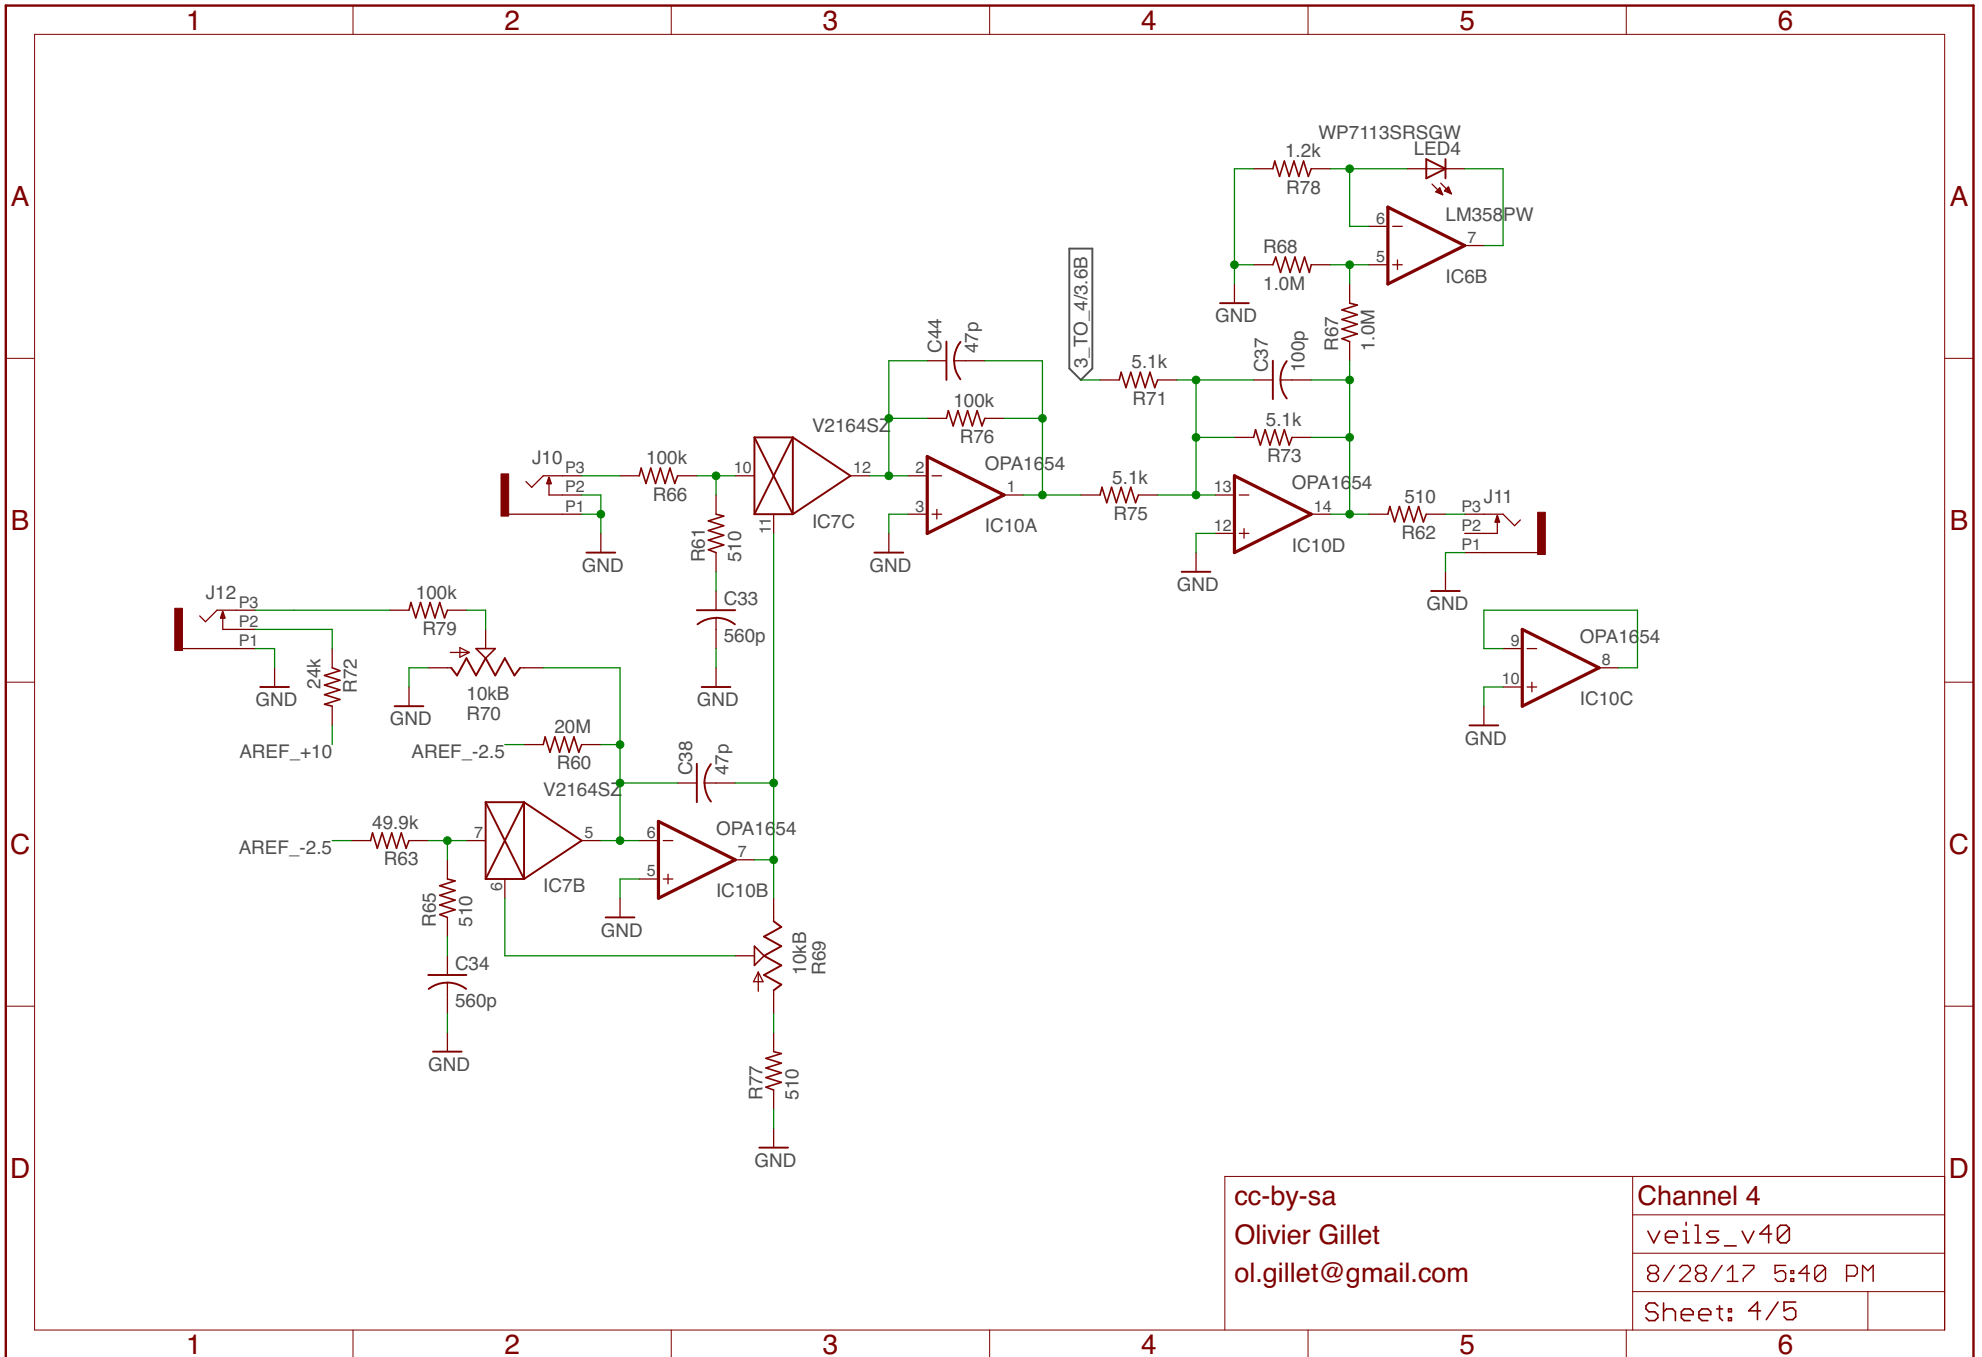 1 2 3 4 5 6
A A
WP7113SRSGW
LED4
1.2k
R78
LM358PW
6
7
5
IC6B
R68
1.0M
GND
R67
1.0M
3_TO_4/3.6B
C44
47p
C37
100p
5.1k
R71
100k
R76
5.1k
R73
V2164SZ
OPA1654
OPA1654
B B
J10
P3
P2
P1
100k
R66
10
12
11
IC7C
2
1
3
IC10A
5.1k
R75
13
14
12
IC10D
510
R62
J11
P3
P2
P1
R61
510
GND
GND
GND
GND
J12
P3
P2
P1
100k
R79
C33
560p
24k
R72
10kB
R70
GND
GND
GND
OPA1654
9
8
10
IC10C
GND
AREF_+10
AREF_-2.5
20M
R60
C38
47p
V2164SZ
C C
AREF_-2.5
49.9k
R63
7
5
6
IC7B
OPA1654
6
7
5
IC10B
GND
R65
510
C34
560p
GND
10kB
R69
R77
510
GND
D D
cc-by-sa
Olivier Gillet
ol.gillet@gmail.com
Channel 4
veils_v40
8/28/17 5:40 PM
Sheet: 4/5
1 2 3 4 5 6